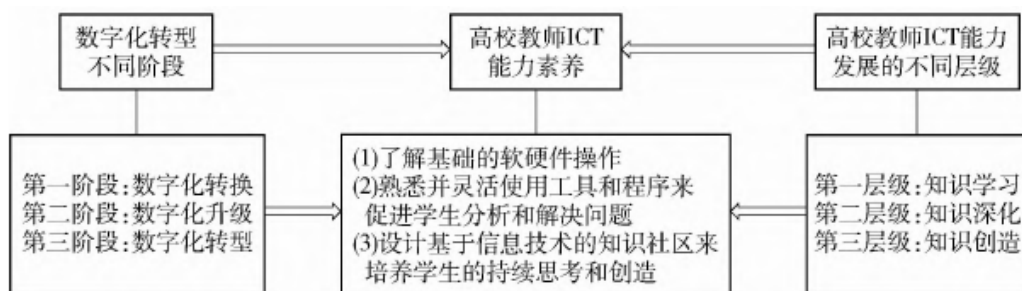 数字化转型
不同阶段
高校教师ICT
能力素养
高校教师ICT能力
发展的不同层级
第一阶段:数字化转换
第二阶段:数字化升级
第三阶段:数字化转型
(1)了解基础的软硬件操作
(2)熟悉并灵活使用工具和程序来
促进学生分析和解决问题
(3)设计基于信息技术的知识社区来
培养学生的持续思考和创造
第一层级:知识学习
第二层级:知识深化
第三层级:知识创造